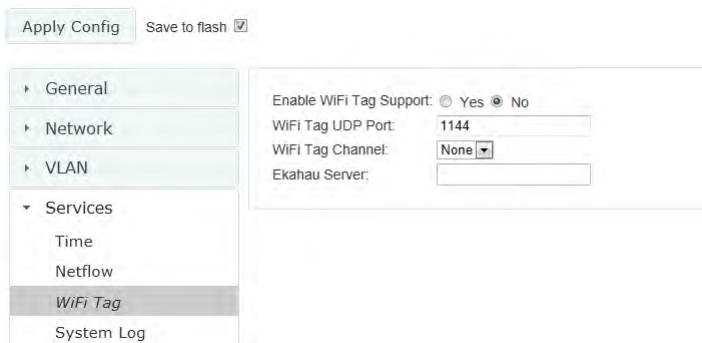 Apply Config Save to flash
General
Network
VLAN
Services
Time
Netflow
WiFi Tag
System Log
Enable WiFi Tag Support: Yes No
WiFi Tag UDP Port: 1144
WiFi Tag Channel: None
Ekahau Server: